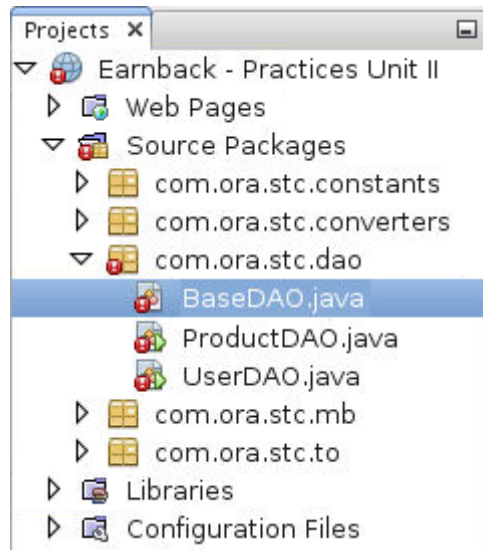 Projects
Earnback - Practices Unit II
Web Pages
Source Packages
com.ora.stc.constants
com.ora.stc.converters
com.ora.stc.dao
BaseDAO.java
ProductDAO.java
UserDAO.java
com.ora.stc.mb
com.ora.stc.to
Libraries
Configuration Files